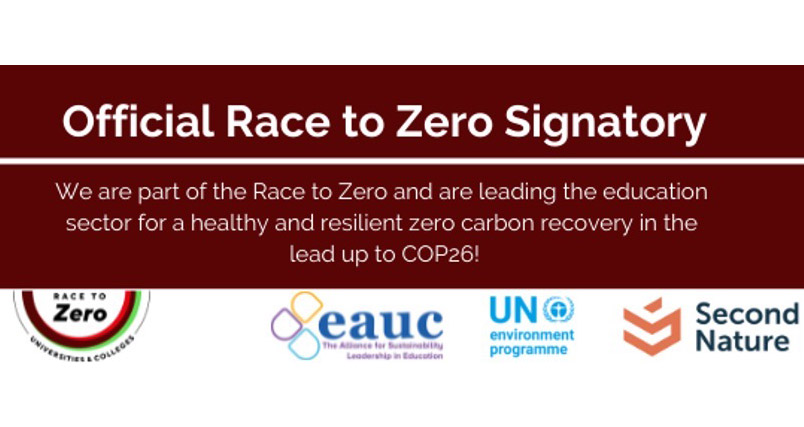 Official Race to Zero Signatory
We are part of the Race to Zero and are leading the education
sector for a healthy and resilient zero carbon recovery in the
lead up to COP26!
RACE TO
Zero
UNIVERSITIES & COLLEGES
eauc
The Alliance for Sustainability
Leadership in Education
UN
environment
programme
Second
Nature